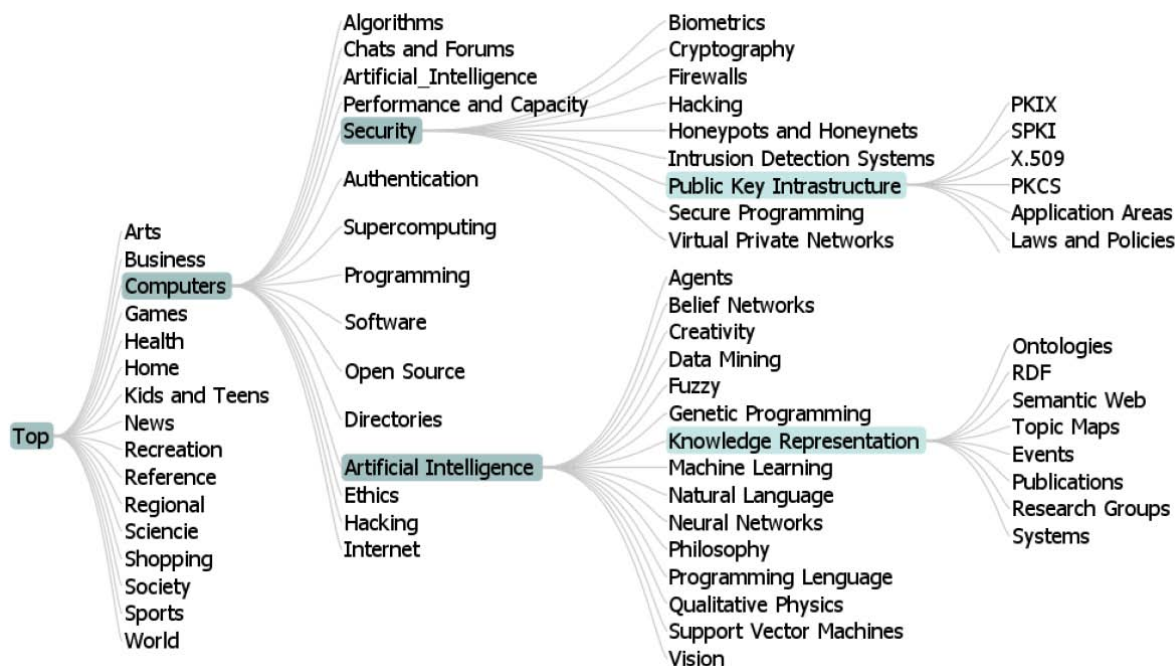 Top
Arts
Business
Computers
Games
Health
Home
Kids and Teens
News
Recreation
Reference
Regional
Sciencie
Shopping
Society
Sports
World
Algorithms
Chats and Forums
Artificial_Intelligence
Performance and Capacity
Security
Authentication
Supercomputing
Programming
Software
Open Source
Directories
Artificial Intelligence
Ethics
Hacking
Internet
Biometrics
Cryptography
Firewalls
Hacking
Honeypots and Honeynets
Intrusion Detection Systems
Public Key Intrastructure
Secure Programming
Virtual Private Networks
Agents
Belief Networks
Creativity
Data Mining
Fuzzy
Genetic Programming
Knowledge Representation
Machine Learning
Natural Language
Neural Networks
Philosophy
Programming Lenguage
Qualitative Physics
Support Vector Machines
Vision
PKIX
SPKI
X.509
PKCS
Application Areas
Laws and Policies
Ontologies
RDF
Semantic Web
Topic Maps
Events
Publications
Research Groups
Systems